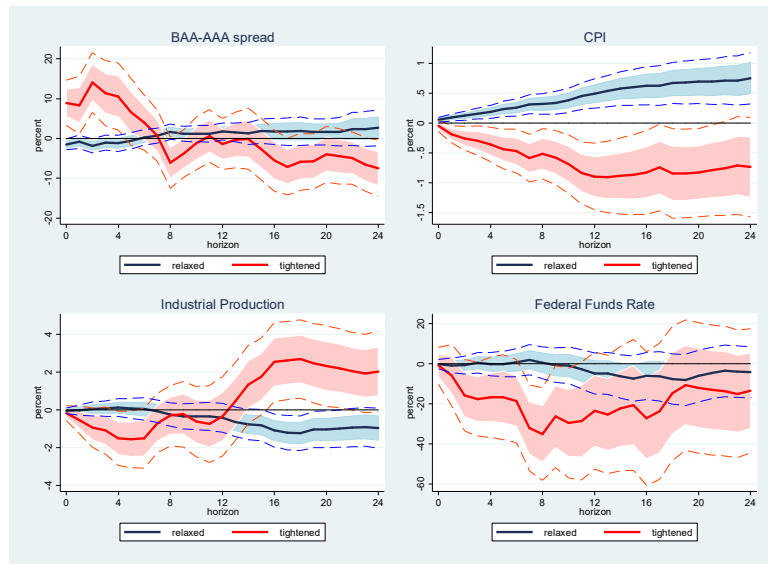 BAA-AAA spread
percent
20
10
0
-10
-20
0 4 8 12 16 20 24
horizon
relaxed tightened
CPI
percent
1
.5
0
-.5
-1
-1.5
0 4 8 12 16 20 24
horizon
relaxed tightened
Industrial Production
percent
4
2
0
-2
-4
0 4 8 12 16 20 24
horizon
relaxed tightened
Federal Funds Rate
percent
20
0
-20
-40
-60
0 4 8 12 16 20 24
horizon
relaxed tightened